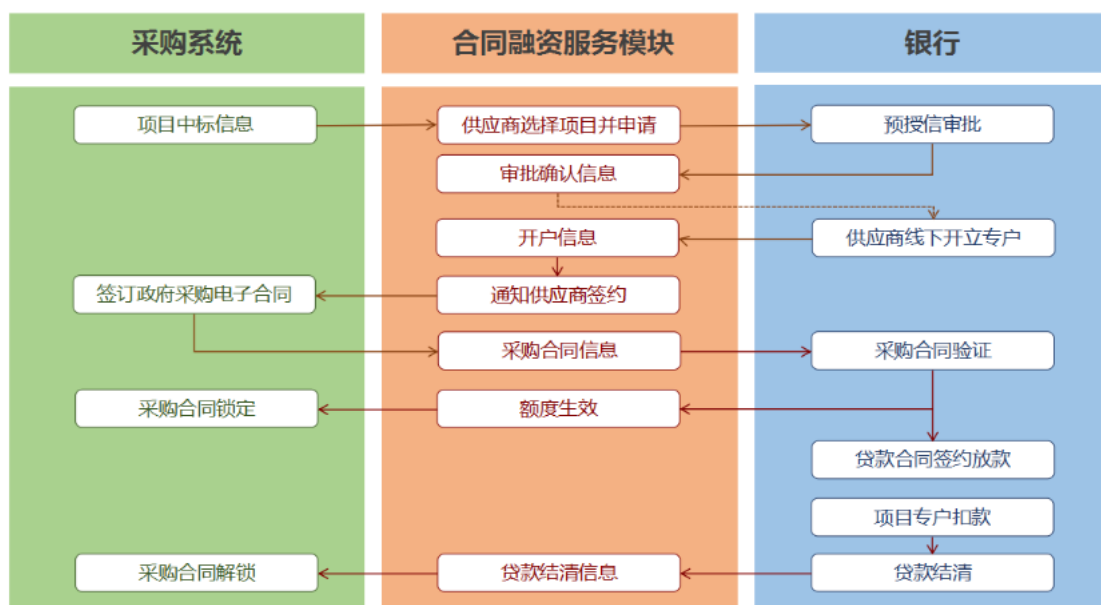 采购系统
合同融资服务模块
银行
项目中标信息
供应商选择项目并申请
预授信审批
审批确认信息
开户信息
供应商线下开立专户
签订政府采购电子合同
通知供应商签约
采购合同信息
采购合同验证
采购合同锁定
额度生效
贷款合同签约放款
项目专户扣款
采购合同解锁
贷款结清信息
贷款结清